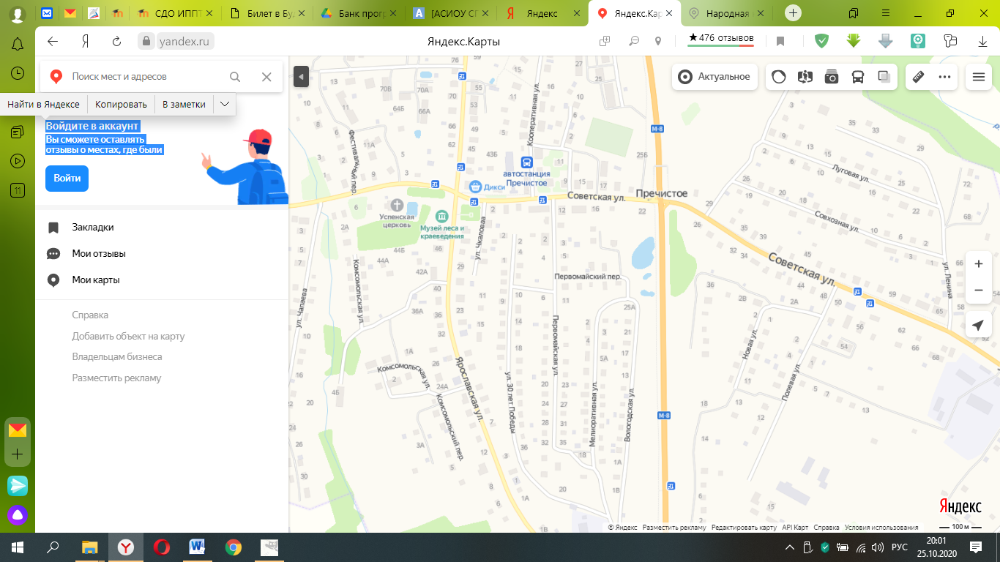 СДО ИППТ
Билет в Буд
Банк прогр
[АСИОУ СГ
Яндекс
Яндекс.Кар
Народная
yandex.ru
Яндекс.Карты
★476 отзывов
Поиск мест и адресов
Найти в Яндексе
Копировать
В заметки
Войдите в аккаунт
Вы сможете оставлять
отзывы о местах, где были
Войти
Закладки
Мои отзывы
Мои карты
Справка
Добавить объект на карту
Владельцам бизнеса
Разместить рекламу
11
Актуальное
Кооперативная ул.
Фестивальный пер.
М-8
автостанция
Пречистое
Дикси
Советская ул.
Пречистое
Успенская
церковь
Музей леса и
краеведения
ул. Чкалова
Луговая ул.
Совхозная ул.
Советская ул.
ул. Ленина
Первомайский пер.
Комсомольская ул.
ул. Чапаева
Первомайская ул.
Новая ул.
Полевая ул.
Комсомольская ул.
Ярославская ул.
ул. 30 лет Победы
Мелиоративная ул.
Вологодская ул.
Комсомольский пер.
М-8
Яндекс
© Яндекс
Разместить рекламу
Редактировать карту
API Карт
Справка
Условия использования
100 м
РУС
20:01
25.10.2020